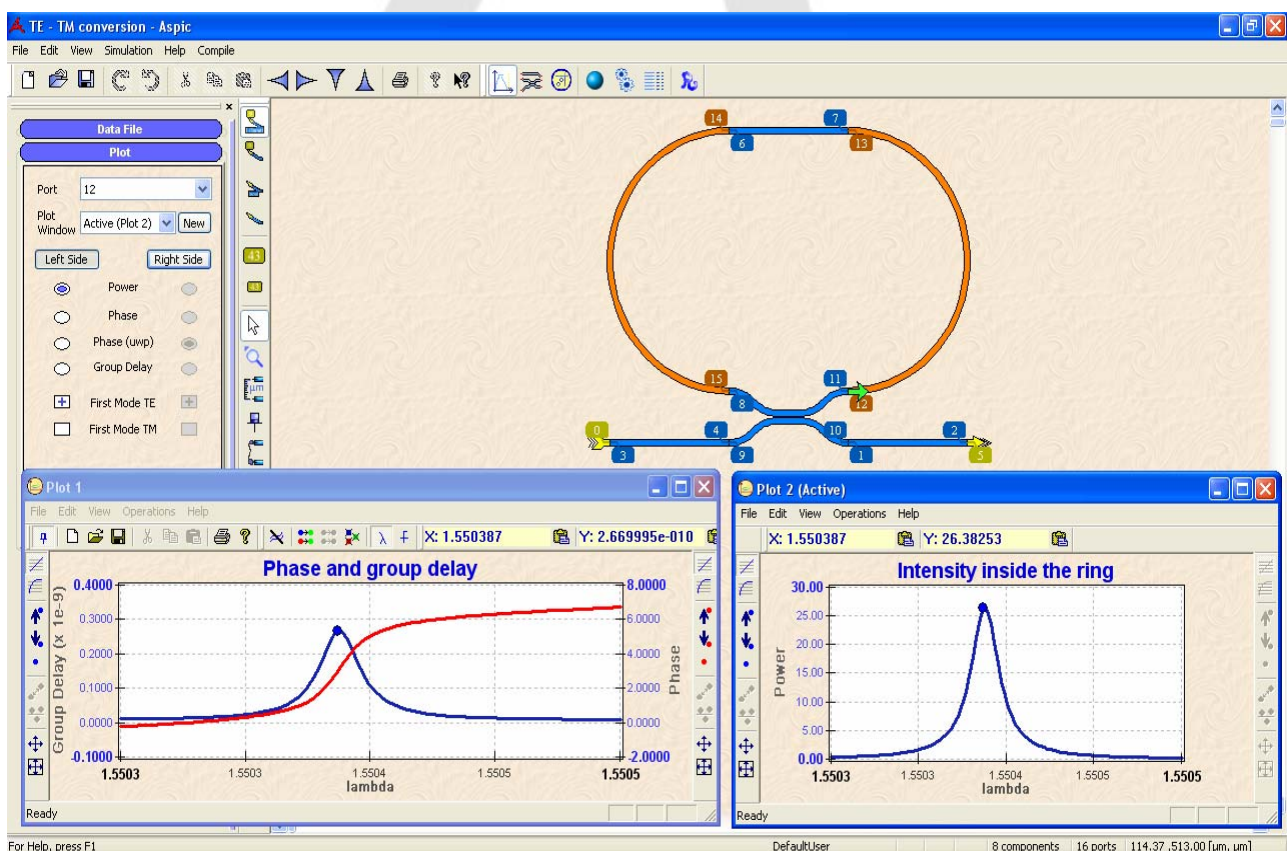 TE - TM conversion - Aspic
File Edit View Simulation Help Compile
Data File
Plot
Port 12
Plot Window Active (Plot 2) New
Left Side Right Side
Power
Phase
Phase (uwp)
Group Delay
First Mode TE
First Mode TM
43
43
µm
14 7
6 13
15 11
8 12
0 4 10 2
3 9 1 5
Plot 1
File Edit View Operations Help
λ F X: 1.550387 Y: 2.669995e-010
Phase and group delay
Group Delay (x 1e-9)
0.4000
0.3000
0.2000
0.1000
0.0000
-0.1000
8.0000
6.0000
4.0000
2.0000
0.0000
-2.0000
Phase
1.5503 1.5503 1.5504 1.5505 1.5505
lambda
Ready
Plot 2 (Active)
File Edit View Operations Help
X: 1.550387 Y: 26.38253
Intensity inside the ring
Power
30.00
25.00
20.00
15.00
10.00
5.00
0.00
1.5503 1.5503 1.5504 1.5505 1.5505
lambda
Ready
For Help, press F1 DefaultUser 8 components 16 ports 114.37 ,513.00 [um, um]